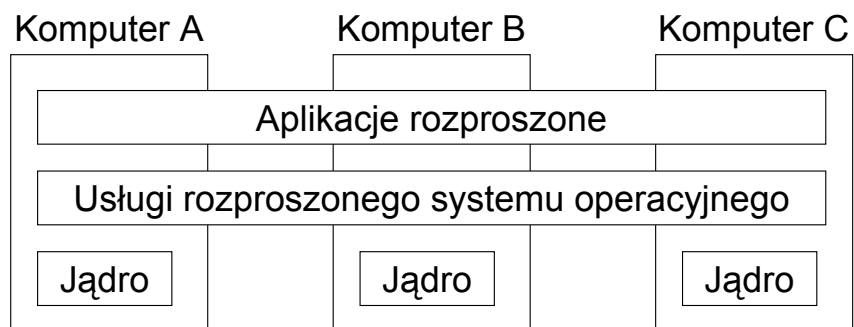 Komputer A Komputer B Komputer C
Aplikacje rozproszone
Usługi rozproszonego systemu operacyjnego
Jądro Jądro Jądro